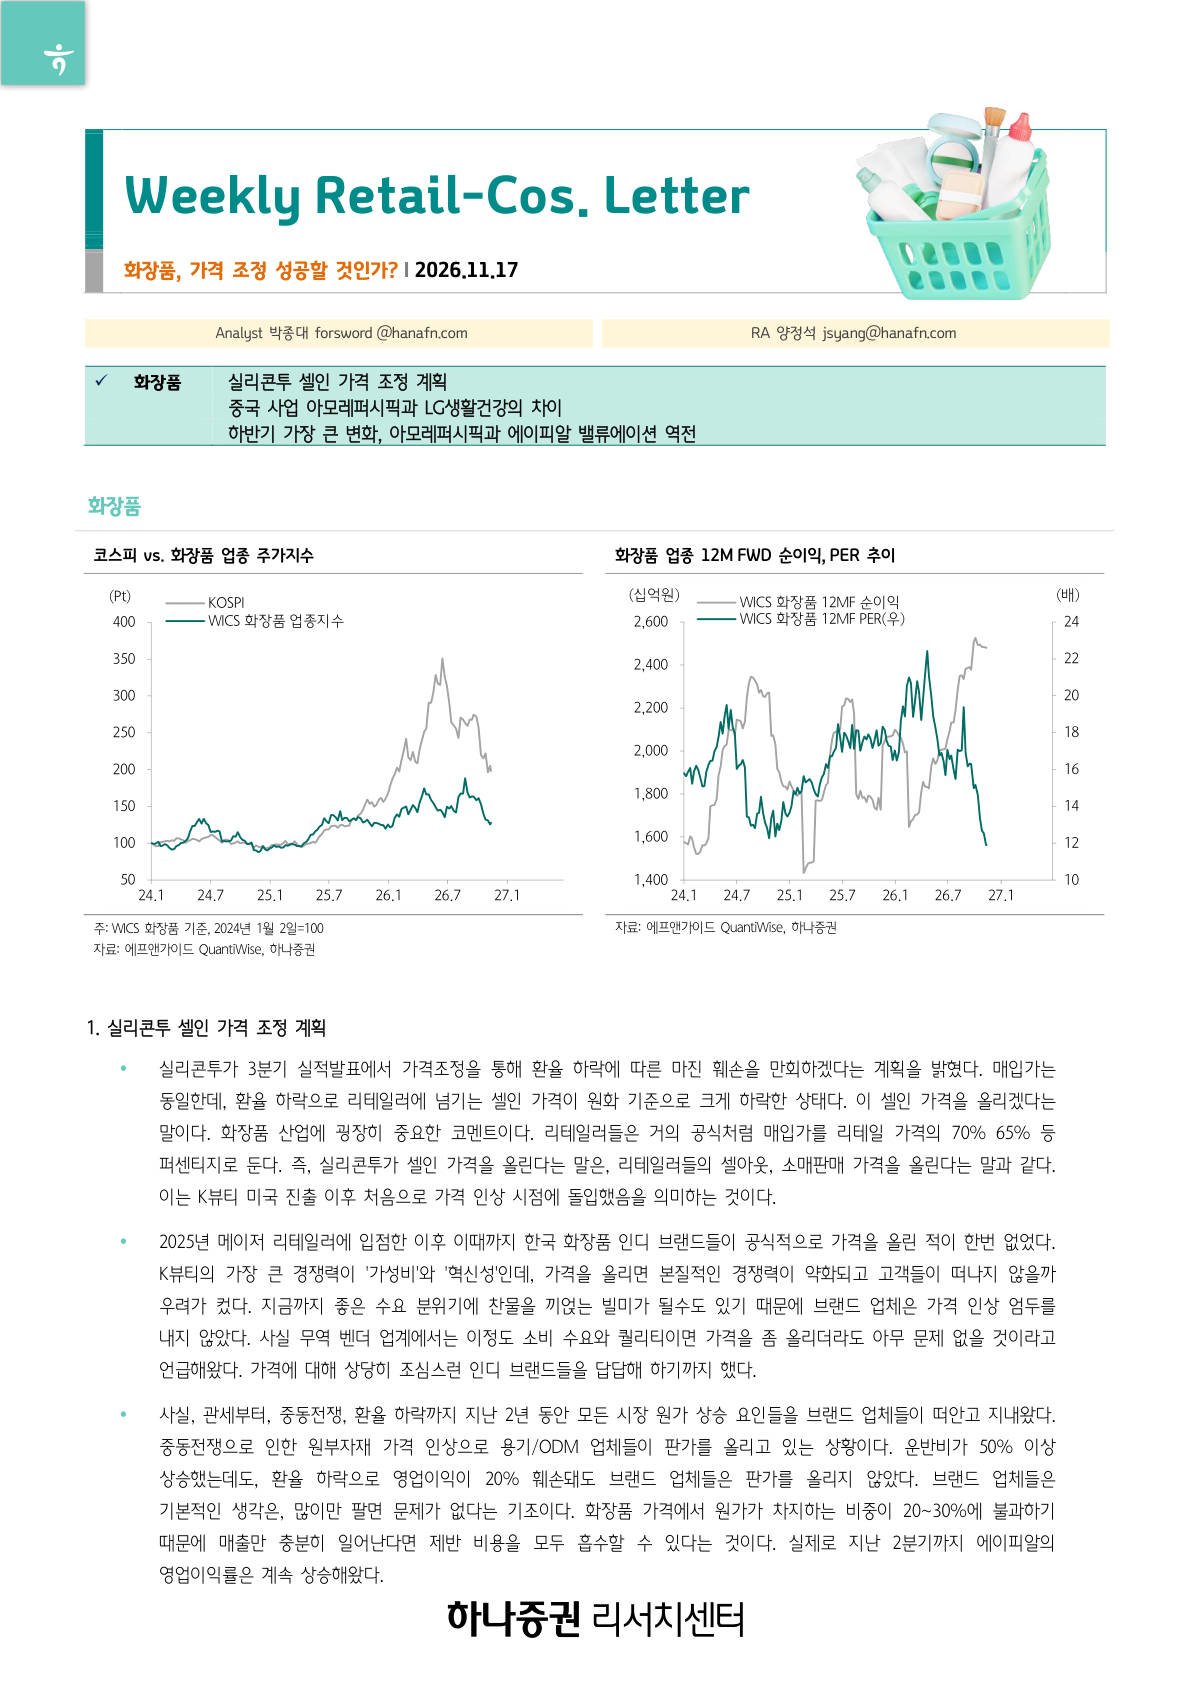 Weekly Retail-Cos. Letter
화장품, 가격 조정 성공할 것인가? | 2026.11.17
Analyst 박종대 forsword @hanafn.com
RA 양정석 jsyang@hanafn.com
✓ 화장품
실리콘투 셀인 가격 조정 계획
중국 사업 아모레퍼시픽과 LG생활건강의 차이
하반기 가장 큰 변화, 아모레퍼시픽과 에이피알 밸류에이션 역전
화장품
코스피 vs. 화장품 업종 주가지수
(Pt)
KOSPI
WICS 화장품 업종지수
400
350
300
250
200
150
100
50
24.1 24.7 25.1 25.7 26.1 26.7 27.1
주: WICS 화장품 기준, 2024년 1월 2일=100
자료: 에프앤가이드 QuantiWise, 하나증권
화장품 업종 12M FWD 순이익, PER 추이
(십억원)
(배)
WICS 화장품 12MF 순이익
WICS 화장품 12MF PER(우)
2,600
2,400
2,200
2,000
1,800
1,600
1,400
24
22
20
18
16
14
12
10
24.1 24.7 25.1 25.7 26.1 26.7 27.1
자료: 에프앤가이드 QuantiWise, 하나증권
1. 실리콘투 셀인 가격 조정 계획
• 실리콘투가 3분기 실적발표에서 가격조정을 통해 환율 하락에 따른 마진 훼손을 만회하겠다는 계획을 밝혔다. 매입가는
동일한데, 환율 하락으로 리테일러에 넘기는 셀인 가격이 원화 기준으로 크게 하락한 상태다. 이 셀인 가격을 올리겠다는
말이다. 화장품 산업에 굉장히 중요한 코멘트이다. 리테일러들은 거의 공식처럼 매입가를 리테일 가격의 70% 65% 등
퍼센티지로 둔다. 즉, 실리콘투가 셀인 가격을 올린다는 말은, 리테일러들의 셀아웃, 소매판매 가격을 올린다는 말과 같다.
이는 K뷰티 미국 진출 이후 처음으로 가격 인상 시점에 돌입했음을 의미하는 것이다.
• 2025년 메이저 리테일러에 입점한 이후 이때까지 한국 화장품 인디 브랜드들이 공식적으로 가격을 올린 적이 한번 없었다.
K뷰티의 가장 큰 경쟁력이 '가성비'와 '혁신성'인데, 가격을 올리면 본질적인 경쟁력이 약화되고 고객들이 떠나지 않을까
우려가 컸다. 지금까지 좋은 수요 분위기에 찬물을 끼얹는 빌미가 될수도 있기 때문에 브랜드 업체은 가격 인상 엄두를
내지 않았다. 사실 무역 벤더 업계에서는 이정도 소비 수요와 퀄리티이면 가격을 좀 올리더라도 아무 문제 없을 것이라고
언급해왔다. 가격에 대해 상당히 조심스런 인디 브랜드들을 답답해 하기까지 했다.
• 사실, 관세부터, 중동전쟁, 환율 하락까지 지난 2년 동안 모든 시장 원가 상승 요인들을 브랜드 업체들이 떠안고 지내왔다.
중동전쟁으로 인한 원부자재 가격 인상으로 용기/ODM 업체들이 판가를 올리고 있는 상황이다. 운반비가 50% 이상
상승했는데도, 환율 하락으로 영업이익이 20% 훼손돼도 브랜드 업체들은 판가를 올리지 않았다. 브랜드 업체들은
기본적인 생각은, 많이만 팔면 문제가 없다는 기조이다. 화장품 가격에서 원가가 차지하는 비중이 20~30%에 불과하기
때문에 매출만 충분히 일어난다면 제반 비용을 모두 흡수할 수 있다는 것이다. 실제로 지난 2분기까지 에이피알의
영업이익률은 계속 상승해왔다.
하나증권 리서치센터